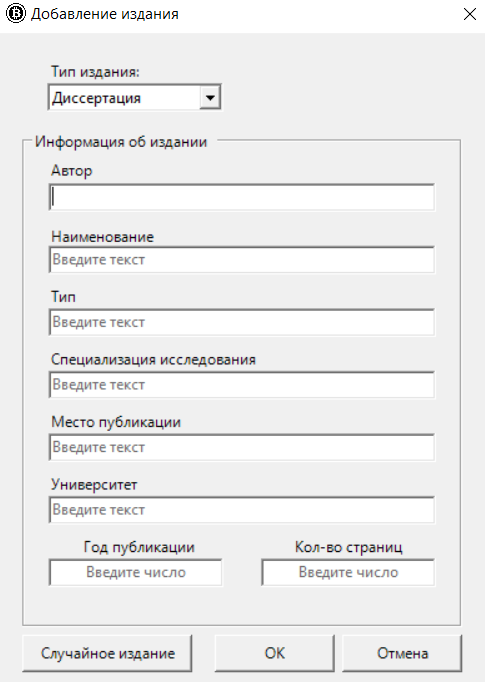 Добавление издания
Тип издания:
Диссертация
Информация об издании
Автор
Наименование
Введите текст
Тип
Введите текст
Специализация исследования
Введите текст
Место публикации
Введите текст
Университет
Введите текст
Год публикации Кол-во страниц
Введите число Введите число
Случайное издание OK Отмена